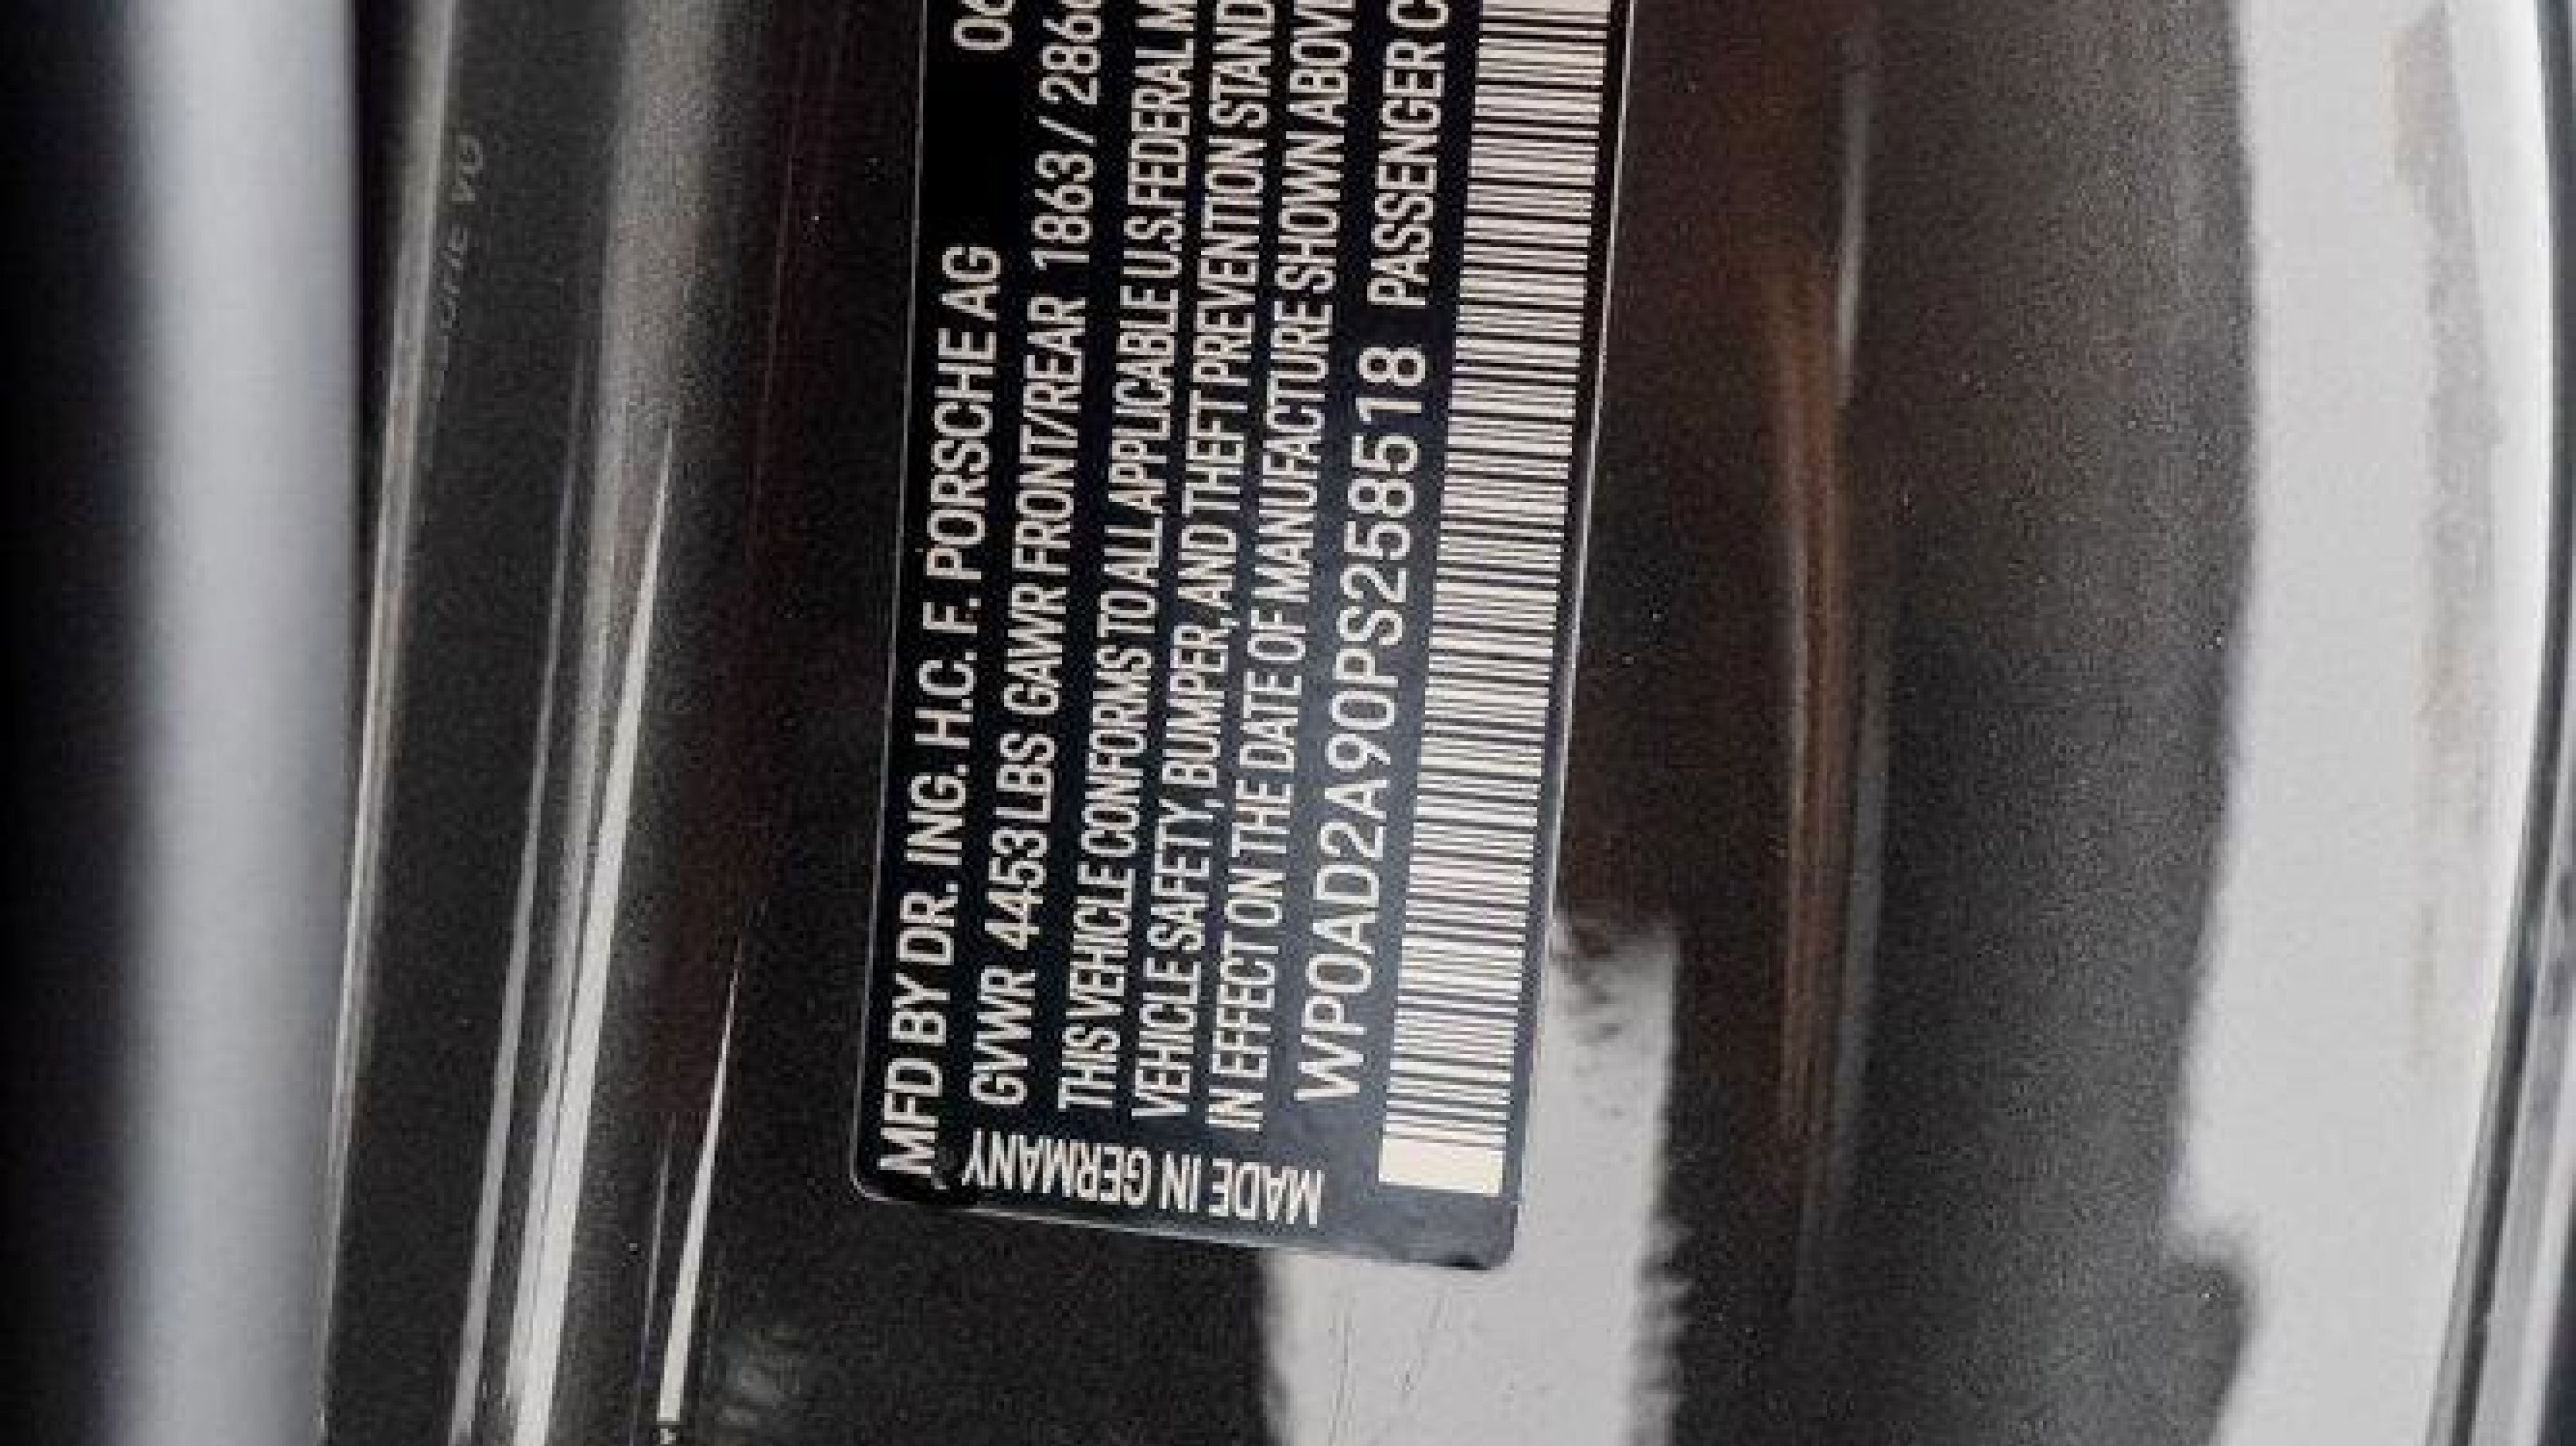 MFD BY DR. ING. H.C. F. PORSCHE AG 06
GVWR 4453 LBS GAWR FRONT/REAR 1863 / 286
THIS VEHICLE CONFORMS TO ALL APPLICABLE U.S. FEDERAL M
VEHICLE SAFETY, BUMPER, AND THEFT PREVENTION STAND
IN EFFECT ON THE DATE OF MANUFACTURE SHOWN ABOVE
WP0AD2A90PS258518 PASSENGER C
MADE IN GERMANY